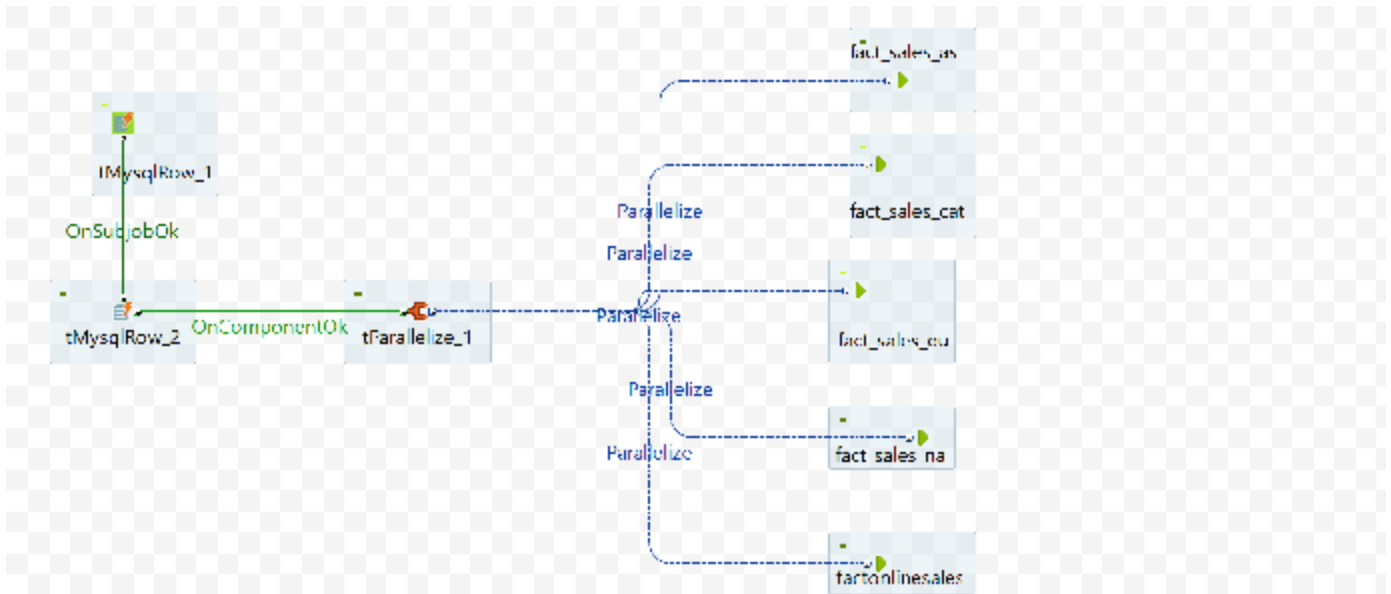 fact_sales_as
tMysqlRow_1
Parallelize
fact_sales_cat
OnSubjobOk
Parallelize
Parallelize
OnComponentOk
tMysqlRow_2
tParallelize_1
fact_sales_eu
Parallelize
Parallelize
fact_sales_na
factonlinesales